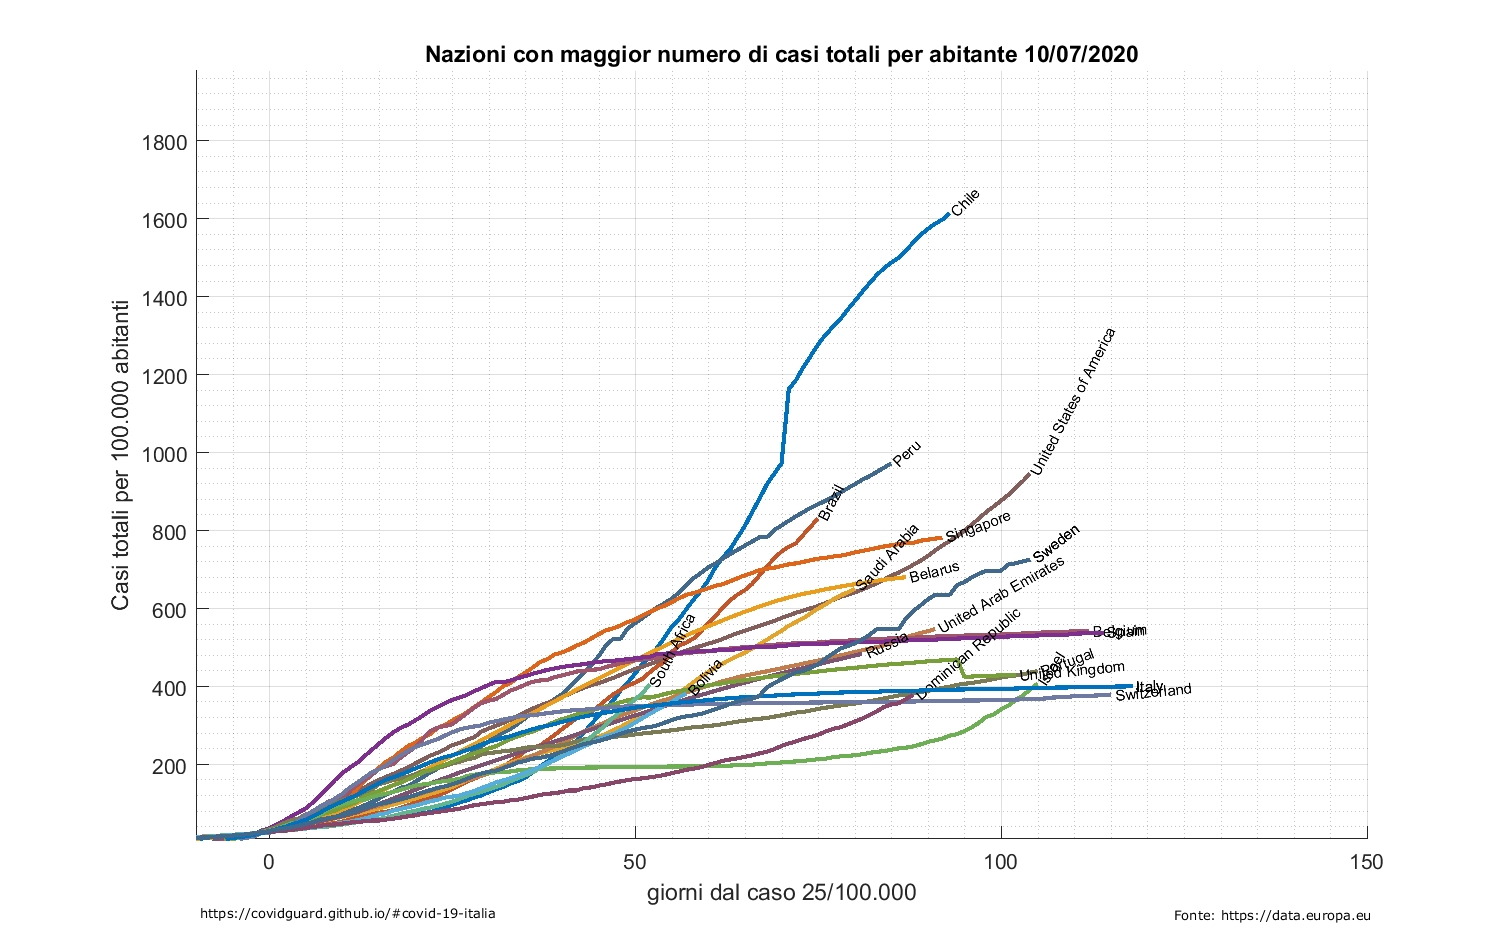 Nazioni con maggior numero di casi totali per abitante 10/07/2020
Casi totali per 100.000 abitanti
1800
1600
1400
1200
1000
800
600
400
200
Chile
United States of America
Peru
Brazil
Singapore
Saudi Arabia
Sweden
Belarus
United Arab Emirates
Belgium
Spain
Russia
South Africa
Bolivia
Dominican Republic
Israel
Portugal
United Kingdom
Italy
Switzerland
0
50
100
150
giorni dal caso 25/100.000
https://covidguard.github.io/#covid-19-italia
Fonte: https://data.europa.eu